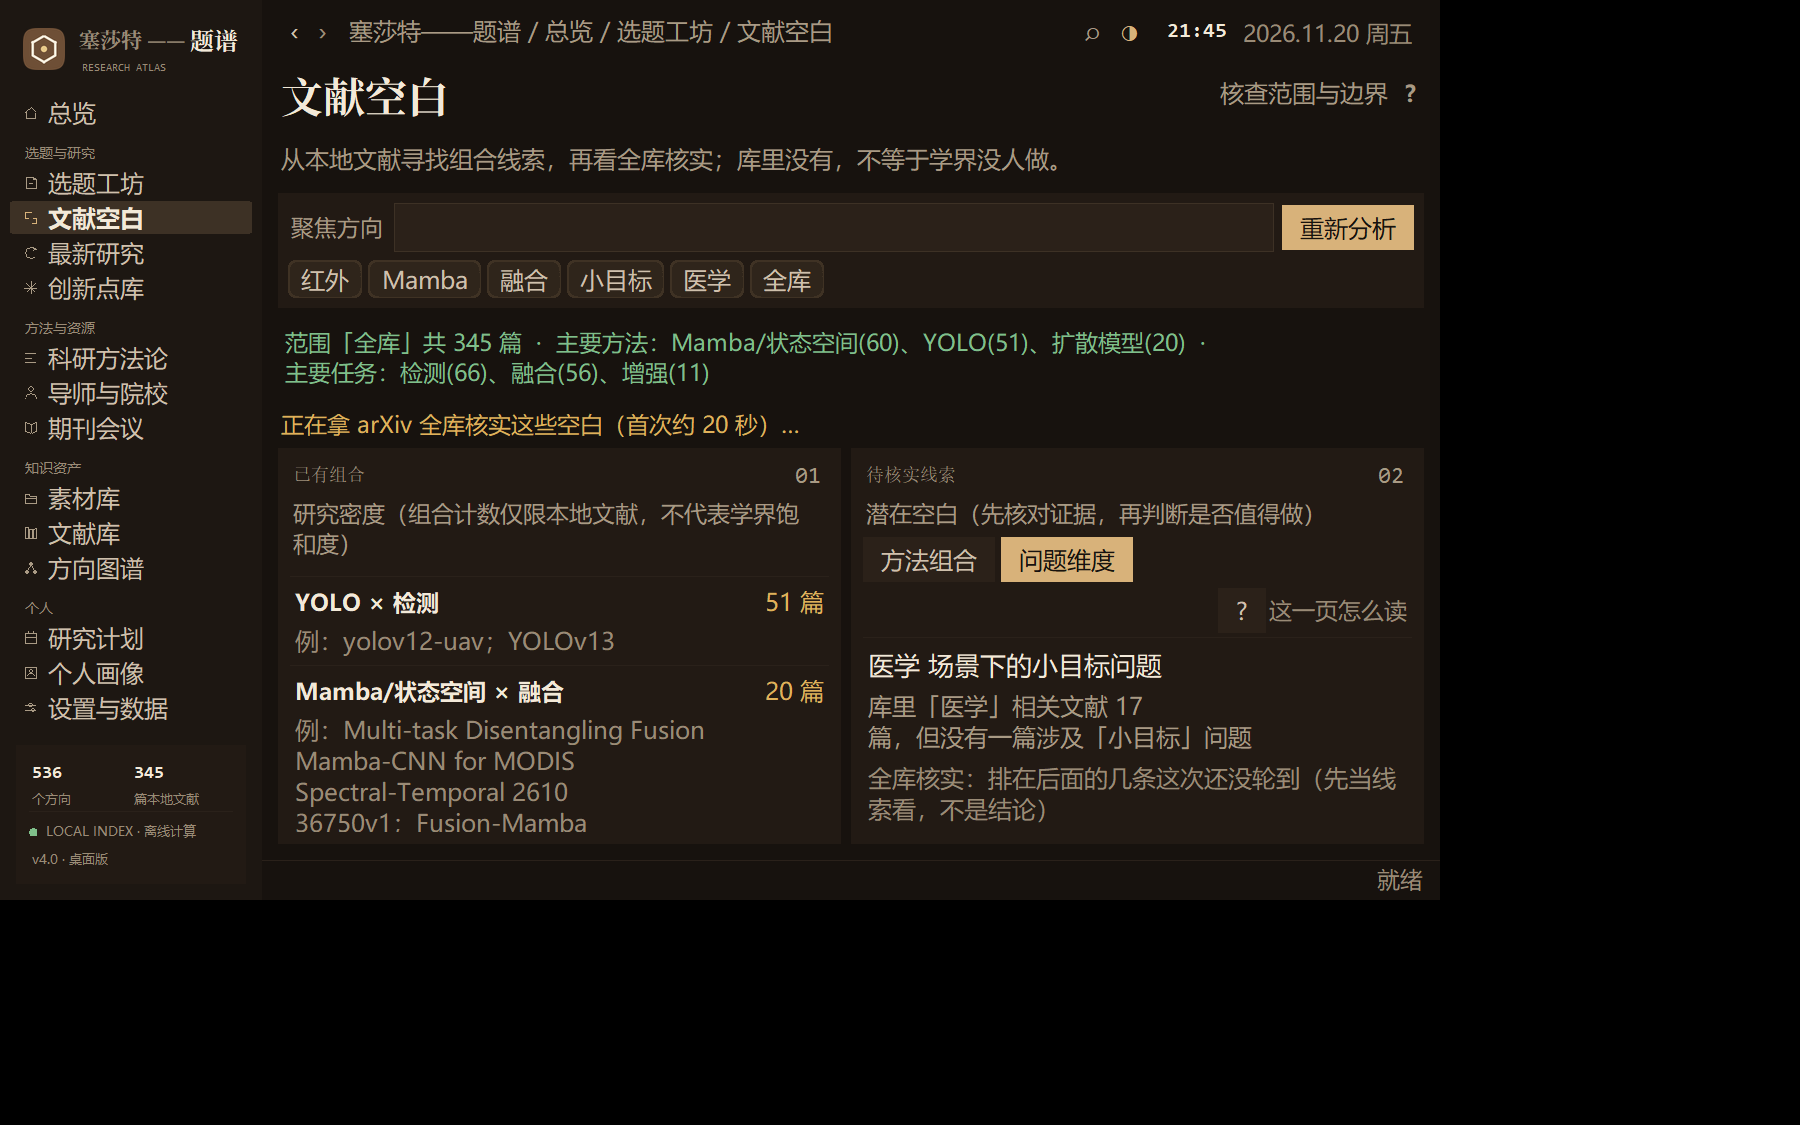 塞莎特 —— 题谱
RESEARCH ATLAS
总览
选题与研究
选题工坊
文献空白
最新研究
创新点库
方法与资源
科研方法论
导师与院校
期刊会议
知识资产
素材库
文献库
方向图谱
个人
研究计划
个人画像
设置与数据
536 345
个方向 篇本地文献
LOCAL INDEX · 离线计算
v4.0 · 桌面版
‹ › 塞莎特——题谱 / 总览 / 选题工坊 / 文献空白
21:45 2026.11.20 周五
文献空白
核查范围与边界 ?
从本地文献寻找组合线索，再看全库核实；库里没有，不等于学界没人做。
聚焦方向
重新分析
红外 Mamba 融合 小目标 医学 全库
范围「全库」共 345 篇 · 主要方法：Mamba/状态空间(60)、YOLO(51)、扩散模型(20) ·
主要任务：检测(66)、融合(56)、增强(11)
正在拿 arXiv 全库核实这些空白（首次约 20 秒）…
已有组合 01
研究密度（组合计数仅限本地文献，不代表学界饱
和度）
YOLO × 检测 51 篇
例：yolov12-uav；YOLOv13
Mamba/状态空间 × 融合 20 篇
例：Multi-task Disentangling Fusion
Mamba-CNN for MODIS
Spectral-Temporal 2610
36750v1：Fusion-Mamba
待核实线索 02
潜在空白（先核对证据，再判断是否值得做）
方法组合 问题维度
? 这一页怎么读
医学 场景下的小目标问题
库里「医学」相关文献 17
篇，但没有一篇涉及「小目标」问题
全库核实：排在后面的几条这次还没轮到（先当线
索看，不是结论）
就绪